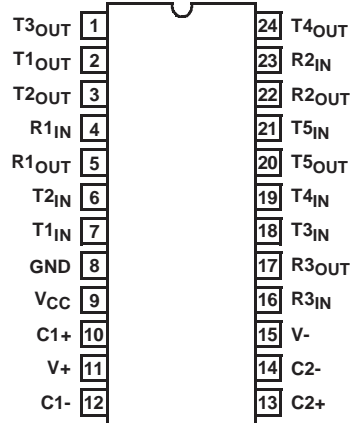 T3OUT 1 24 T4OUT
T1OUT 2 23 R2IN
T2OUT 3 22 R2OUT
R1IN 4 21 T5IN
R1OUT 5 20 T5OUT
T2IN 6 19 T4IN
T1IN 7 18 T3IN
GND 8 17 R3OUT
VCC 9 16 R3IN
C1+ 10 15 V-
V+ 11 14 C2-
C1- 12 13 C2+